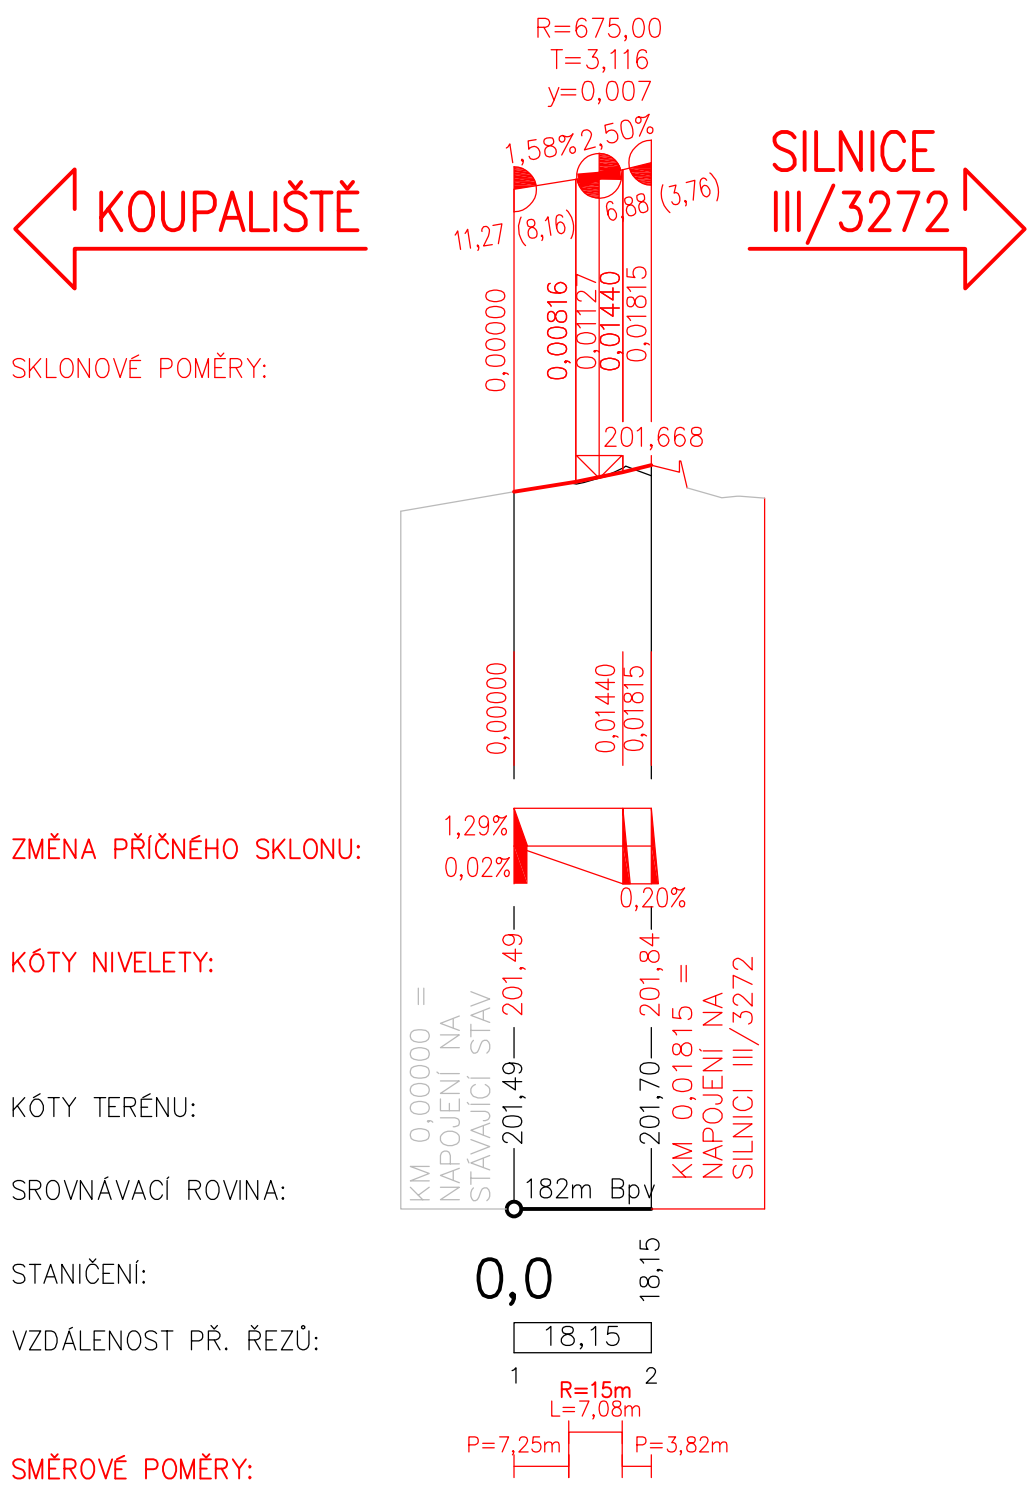 R=675,00
T=3,116
y=0,007
1,58%
2,50%
KOUPALIŠTĚ
SILNICE
III/3272
11,27 (8,16)
6,88 (3,76)
0,00000
0,00816
0,01127
0,01440
0,01815
SKLONOVÉ POMĚRY:
201,668
0,00000
0,01440
0,01815
ZMĚNA PŘÍČNÉHO SKLONU:
1,29%
0,02%
0,20%
KÓTY NIVELETY:
201,49
201,84
KM 0,00000 =
NAPOJENÍ NA
STÁVAJÍCÍ STAV
KM 0,01815 =
NAPOJENÍ NA
SILNICI III/3272
KÓTY TERÉNU:
201,49
201,70
SROVNÁVACÍ ROVINA:
182m Bpv
STANIČENÍ:
0,0
18,15
VZDÁLENOST PŘ. ŘEZŮ:
18,15
1
2
R=15m
L=7,08m
P=7,25m
P=3,82m
SMĚROVÉ POMĚRY: